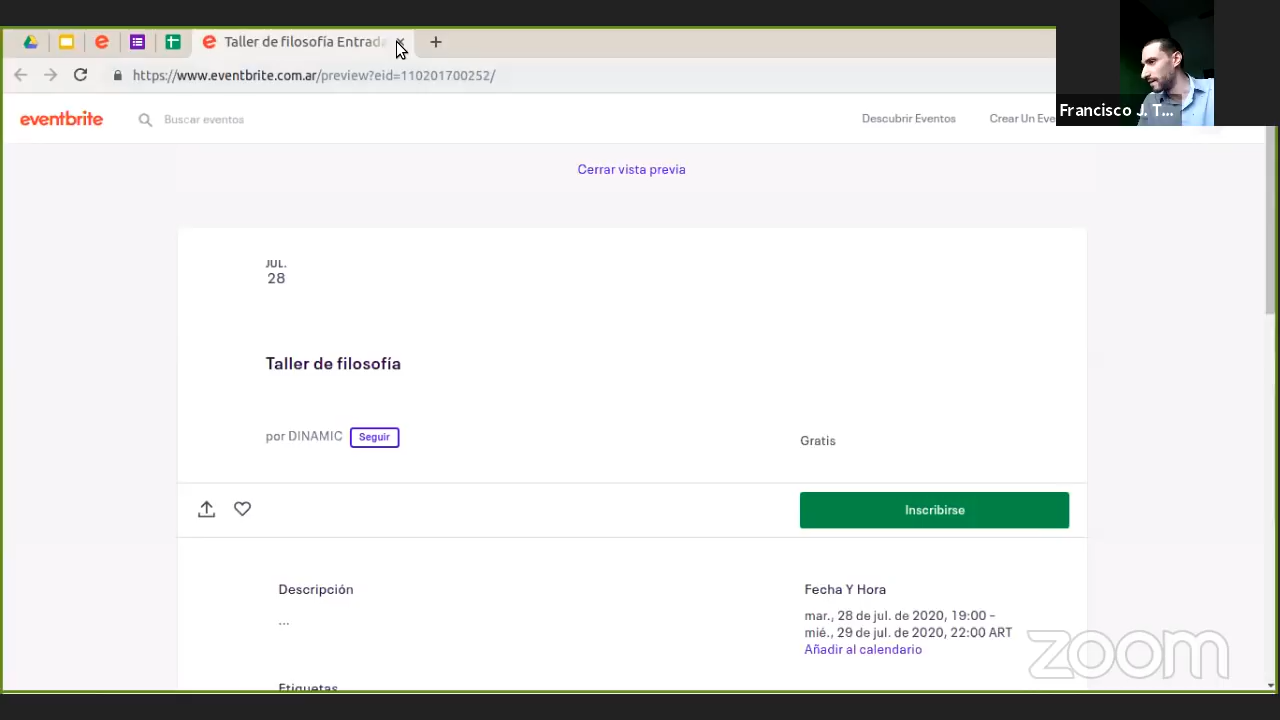 Taller de filosofía Entrada
https://www.eventbrite.com.ar/preview?eid=110201700252/
eventbrite
Buscar eventos
Descubrir Eventos
Crear Un Eve
Francisco J. T...
Cerrar vista previa
JUL.
28
Taller de filosofía
por DINAMIC
Seguir
Gratis
Inscribirse
Descripción
...
Fecha Y Hora
mar., 28 de jul. de 2020, 19:00 –
mié., 29 de jul. de 2020, 22:00 ART
Añadir al calendario
Etiquetas
zoom